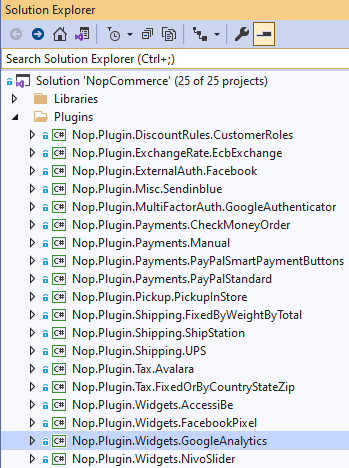 Solution Explorer
Search Solution Explorer (Ctrl+;)
Solution 'NopCommerce' (25 of 25 projects)
Libraries
Plugins
C# Nop.Plugin.DiscountRules.CustomerRoles
C# Nop.Plugin.ExchangeRate.EcbExchange
C# Nop.Plugin.ExternalAuth.Facebook
C# Nop.Plugin.Misc.Sendinblue
C# Nop.Plugin.MultiFactorAuth.GoogleAuthenticator
C# Nop.Plugin.Payments.CheckMoneyOrder
C# Nop.Plugin.Payments.Manual
C# Nop.Plugin.Payments.PayPalSmartPaymentButtons
C# Nop.Plugin.Payments.PayPalStandard
C# Nop.Plugin.Pickup.PickupInStore
C# Nop.Plugin.Shipping.FixedByWeightByTotal
C# Nop.Plugin.Shipping.ShipStation
C# Nop.Plugin.Shipping.UPS
C# Nop.Plugin.Tax.Avalara
C# Nop.Plugin.Tax.FixedOrByCountryStateZip
C# Nop.Plugin.Widgets.AccessiBe
C# Nop.Plugin.Widgets.FacebookPixel
C# Nop.Plugin.Widgets.GoogleAnalytics
C# Nop.Plugin.Widgets.NivoSlider